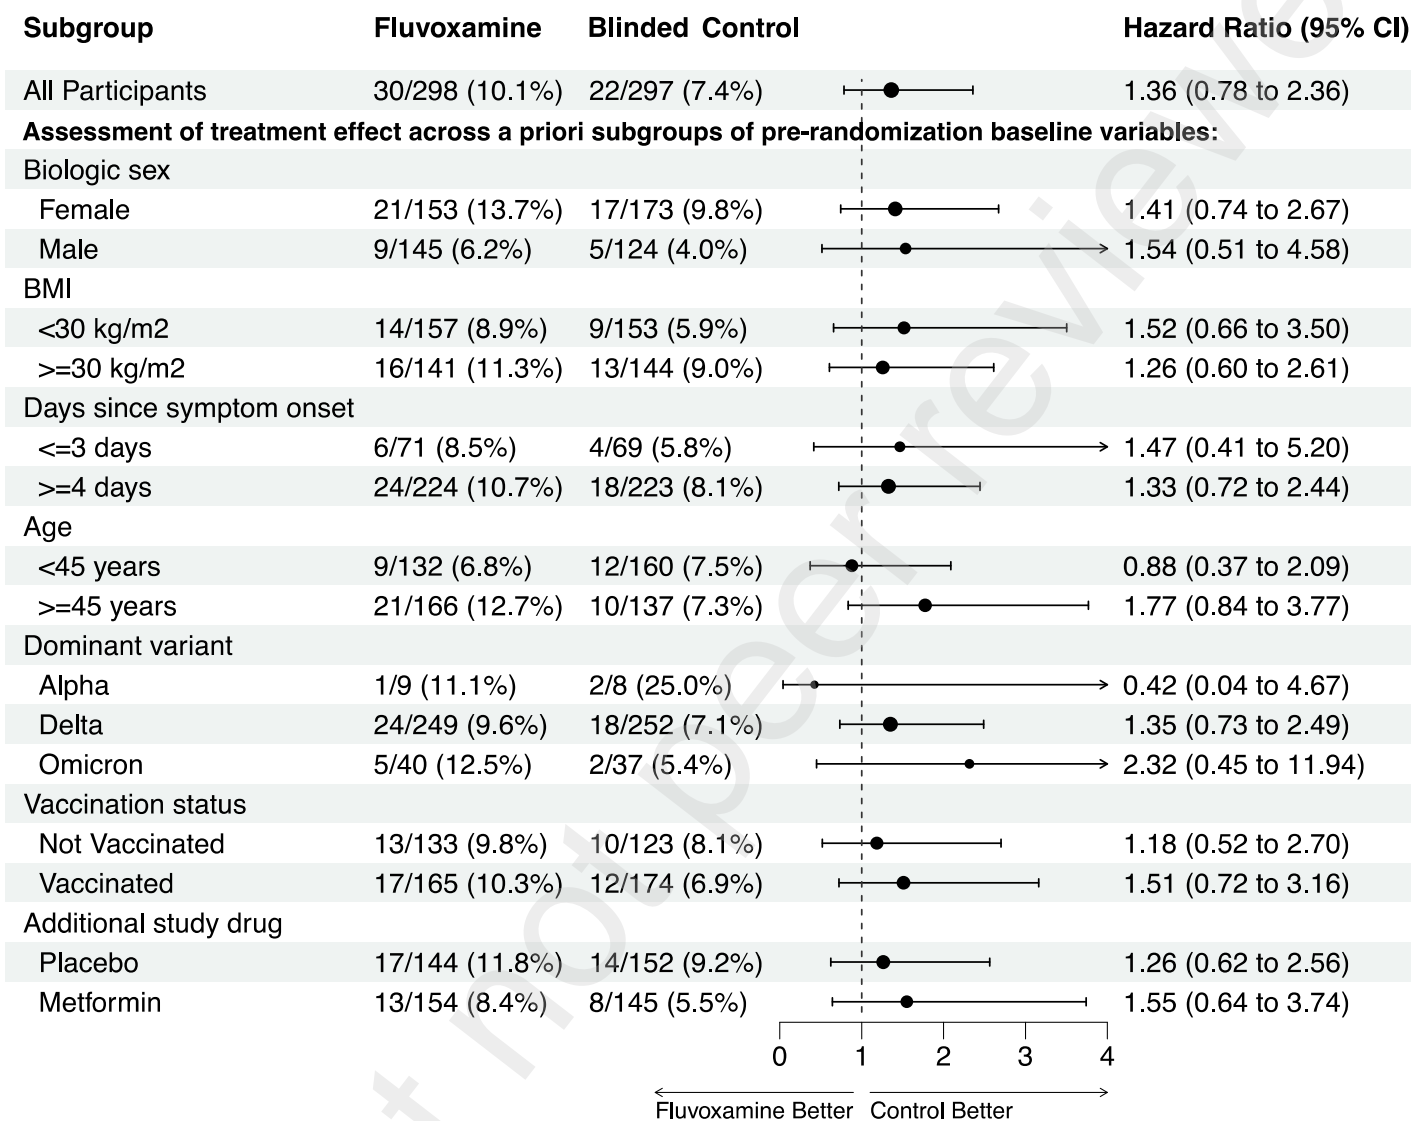 Subgroup Fluvoxamine Blinded Control Hazard Ratio (95% CI)
All Participants 30/298 (10.1%) 22/297 (7.4%) 1.36 (0.78 to 2.36)
Assessment of treatment effect across a priori subgroups of pre-randomization baseline variables:
Biologic sex
Female 21/153 (13.7%) 17/173 (9.8%) 1.41 (0.74 to 2.67)
Male 9/145 (6.2%) 5/124 (4.0%) 1.54 (0.51 to 4.58)
BMI
<30 kg/m2 14/157 (8.9%) 9/153 (5.9%) 1.52 (0.66 to 3.50)
>=30 kg/m2 16/141 (11.3%) 13/144 (9.0%) 1.26 (0.60 to 2.61)
Days since symptom onset
<=3 days 6/71 (8.5%) 4/69 (5.8%) 1.47 (0.41 to 5.20)
>=4 days 24/224 (10.7%) 18/223 (8.1%) 1.33 (0.72 to 2.44)
Age
<45 years 9/132 (6.8%) 12/160 (7.5%) 0.88 (0.37 to 2.09)
>=45 years 21/166 (12.7%) 10/137 (7.3%) 1.77 (0.84 to 3.77)
Dominant variant
Alpha 1/9 (11.1%) 2/8 (25.0%) 0.42 (0.04 to 4.67)
Delta 24/249 (9.6%) 18/252 (7.1%) 1.35 (0.73 to 2.49)
Omicron 5/40 (12.5%) 2/37 (5.4%) 2.32 (0.45 to 11.94)
Vaccination status
Not Vaccinated 13/133 (9.8%) 10/123 (8.1%) 1.18 (0.52 to 2.70)
Vaccinated 17/165 (10.3%) 12/174 (6.9%) 1.51 (0.72 to 3.16)
Additional study drug
Placebo 17/144 (11.8%) 14/152 (9.2%) 1.26 (0.62 to 2.56)
Metformin 13/154 (8.4%) 8/145 (5.5%) 1.55 (0.64 to 3.74)
0 1 2 3 4
Fluvoxamine Better Control Better
not peer reviewe